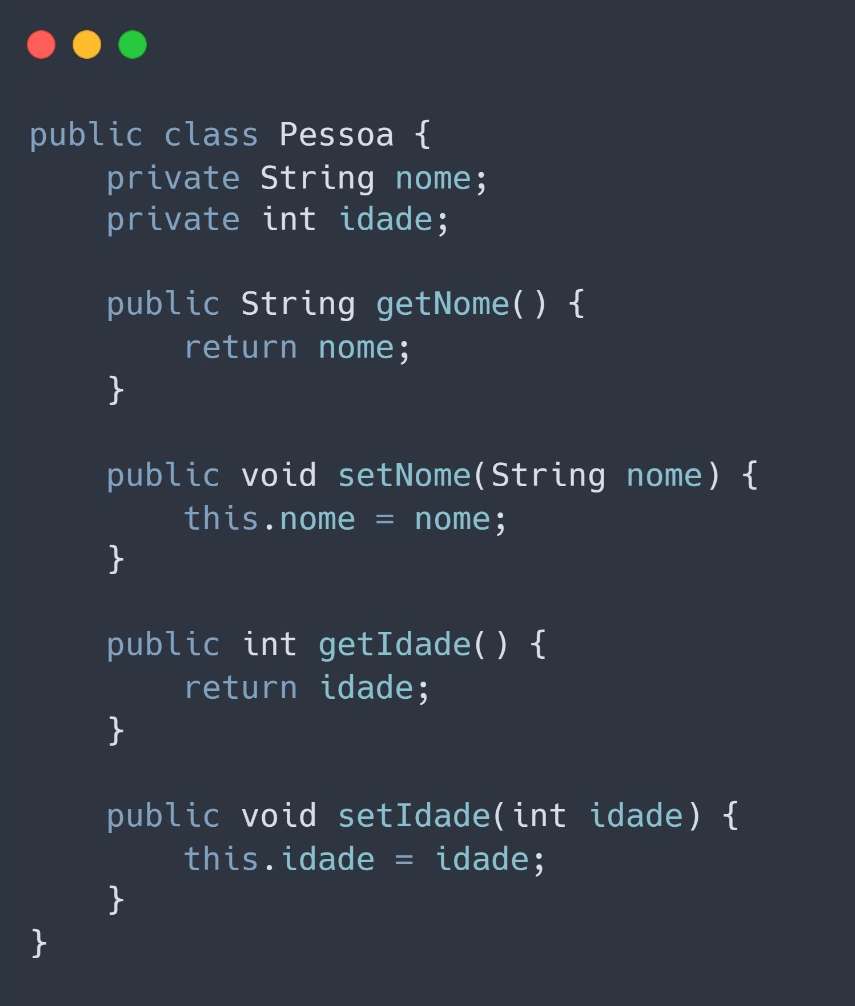 public class Pessoa {
    private String nome;
    private int idade;

    public String getNome() {
        return nome;
    }

    public void setNome(String nome) {
        this.nome = nome;
    }

    public int getIdade() {
        return idade;
    }

    public void setIdade(int idade) {
        this.idade = idade;
    }
}